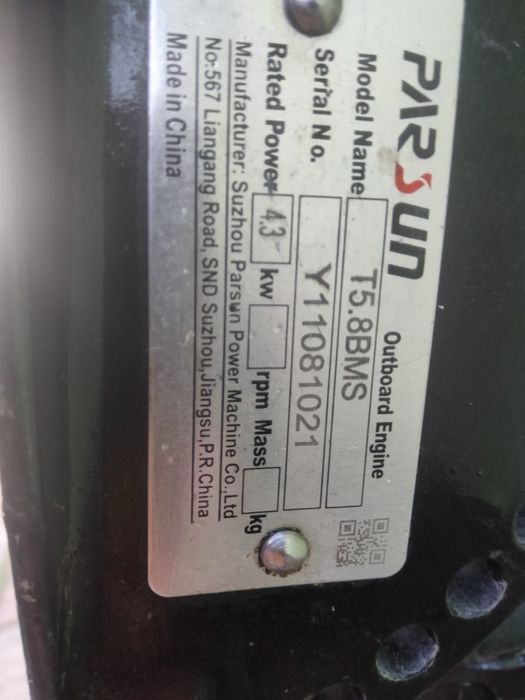 PARSUN
Outboard Engine
Model Name T5.8BMS
Serial No. Y11081021
Rated Power 4.3 kw rpm Mass kg
Manufacturer: Suzhou Parsun Power Machine Co.,Ltd
No.567 Liangang Road, SND Suzhou,Jiangsu,P.R.China
Made in China